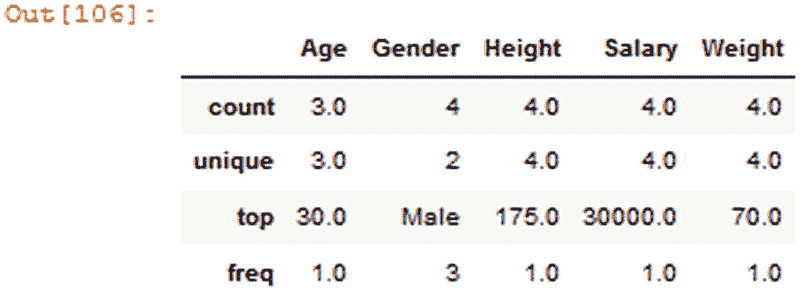 Out[106]:
Age Gender Height Salary Weight
count 3.0 4 4.0 4.0 4.0
unique 3.0 2 4.0 4.0 4.0
top 30.0 Male 175.0 30000.0 70.0
freq 1.0 3 1.0 1.0 1.0